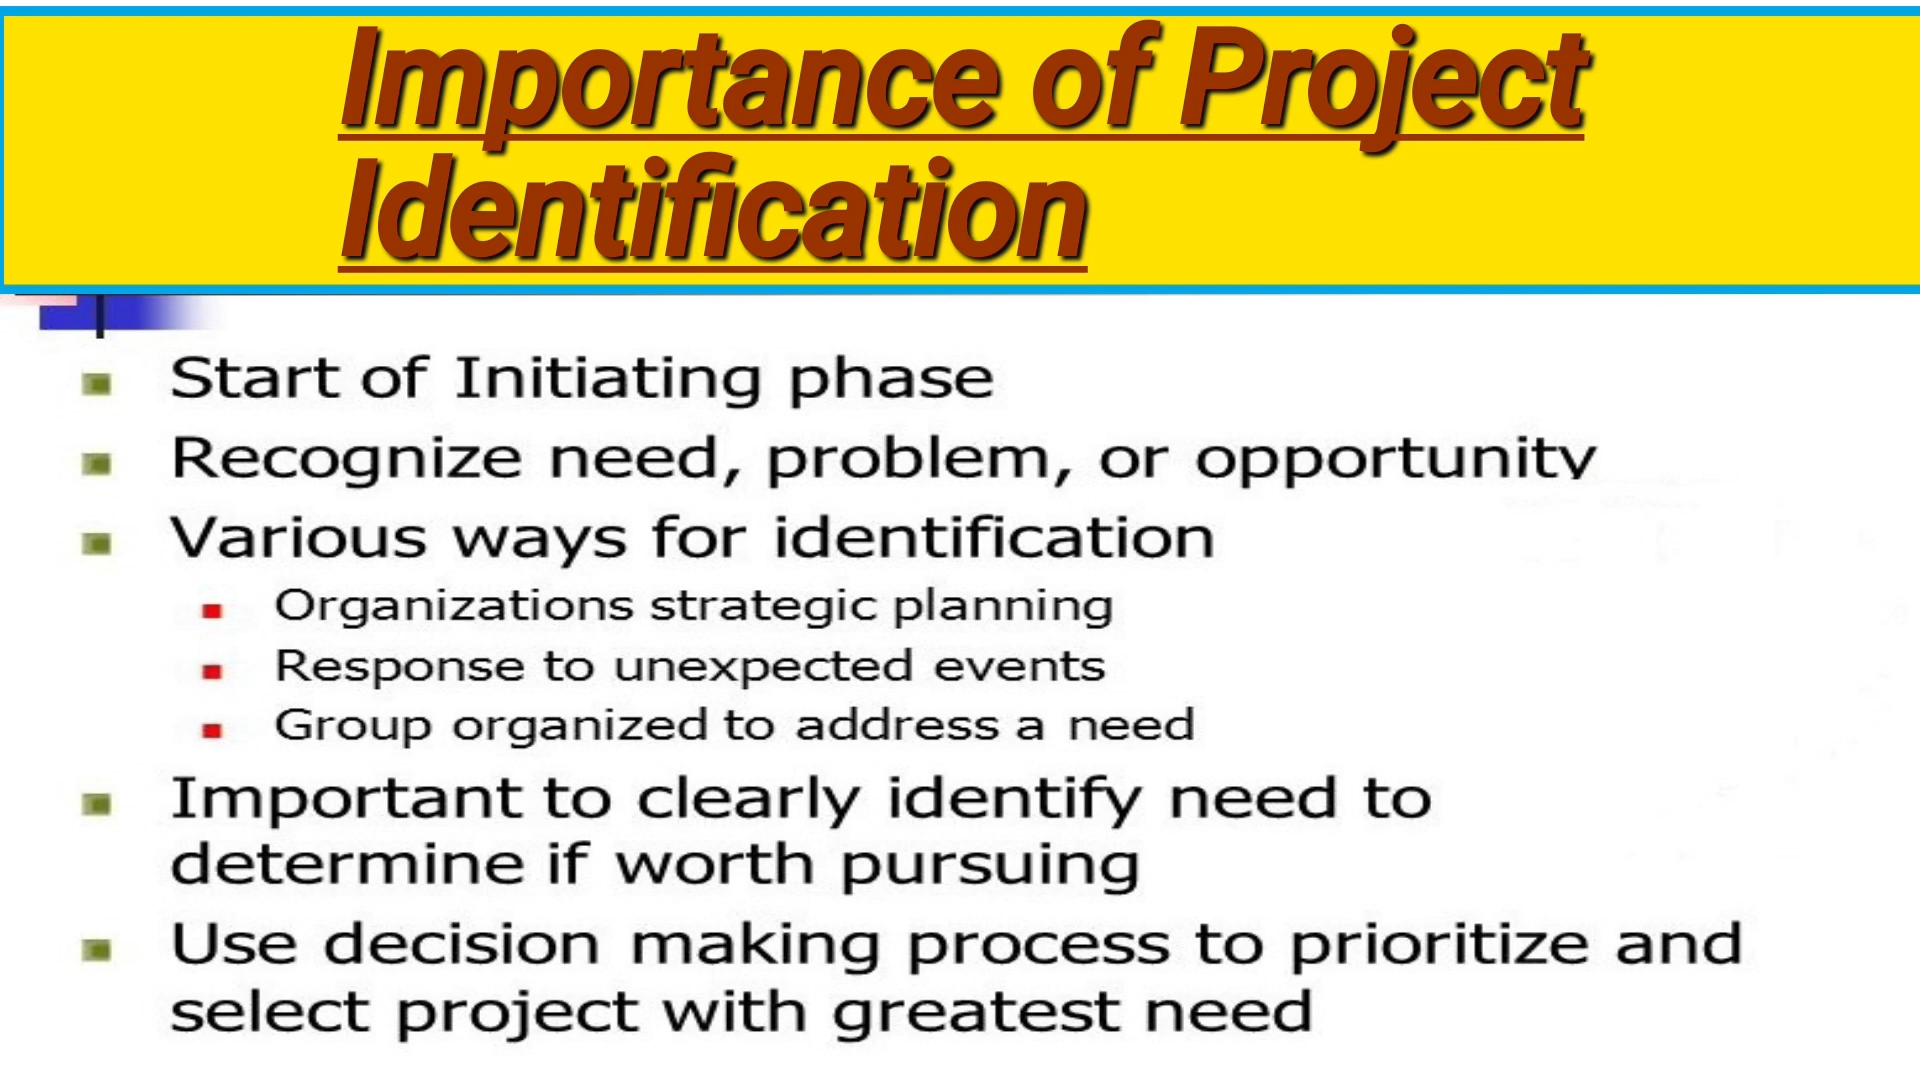 Importance of Project
Identification
Start of Initiating phase
Recognize need, problem, or opportunity
Various ways for identification
Organizations strategic planning
Response to unexpected events
Group organized to address a need
Important to clearly identify need to
determine if worth pursuing
Use decision making process to prioritize and
select project with greatest need